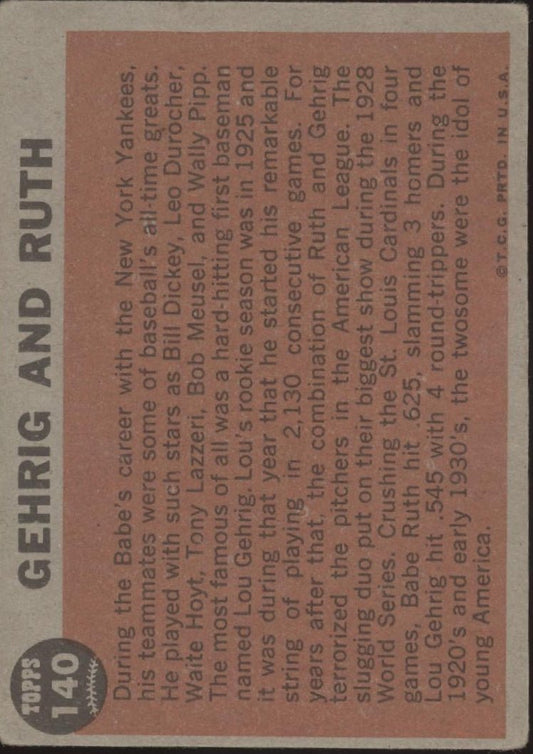 TOPPS
140
GEHRIG AND RUTH
During the Babe's career with the New York Yankees,
his teammates were some of baseball's all-time greats.
He played with such stars as Bill Dickey, Leo Durocher,
Waite Hoyt, Tony Lazzeri, Bob Meusel, and Wally Pipp.
The most famous of all was a hard-hitting first baseman
named Lou Gehrig. Lou's rookie season was in 1925 and
it was during that year that he started his remarkable
string of playing in 2,130 consecutive games. For
years after that, the combination of Ruth and Gehrig
terrorized the pitchers in the American League. The
slugging duo put on their biggest show during the 1928
World Series. Crushing the St. Louis Cardinals in four
games, Babe Ruth hit .625, slamming 3 homers and
Lou Gehrig hit .545 with 4 round-trippers. During the
1920's and early 1930's, the twosome were the idol of
young America.
©T.C.G. PRTD. IN U.S.A.